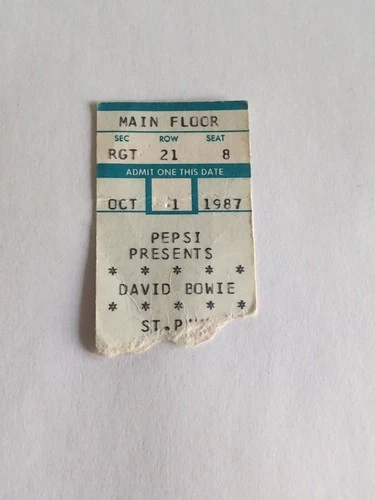 MAIN FLOOR
SEC ROW SEAT
RGT 21 8
ADMIT ONE THIS DATE
OCT 1 1987
PEPSI
PRESENTS
* * * * *
DAVID BOWIE
* * * * *
ST.P